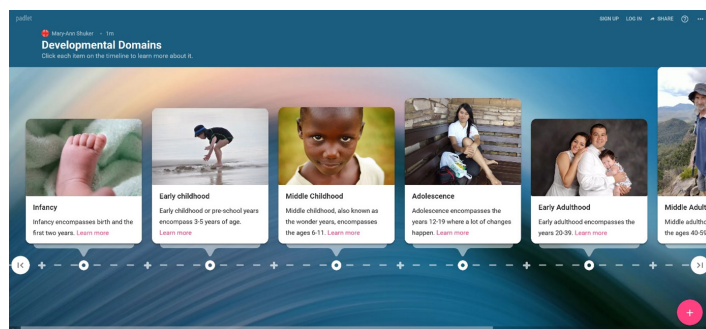 padlet
SIGN UP LOG IN SHARE
Mary-Ann Shuker • 1m
Developmental Domains
Click each item on the timeline to learn more about it.
Infancy
Infancy encompasses birth and the
first two years. Learn more
Early childhood
Early childhood or pre-school years
encompass 3-5 years of age.
Learn more
Middle Childhood
Middle childhood, also known as
the wonder years, encompasses
the ages 6-11. Learn more
Adolescence
Adolescence encompasses the
years 12-19 where a lot of changes
happen. Learn more
Early Adulthood
Early adulthood encompasses the
years 20-39. Learn more
Middle Adult
Middle adultho
the ages 40-59